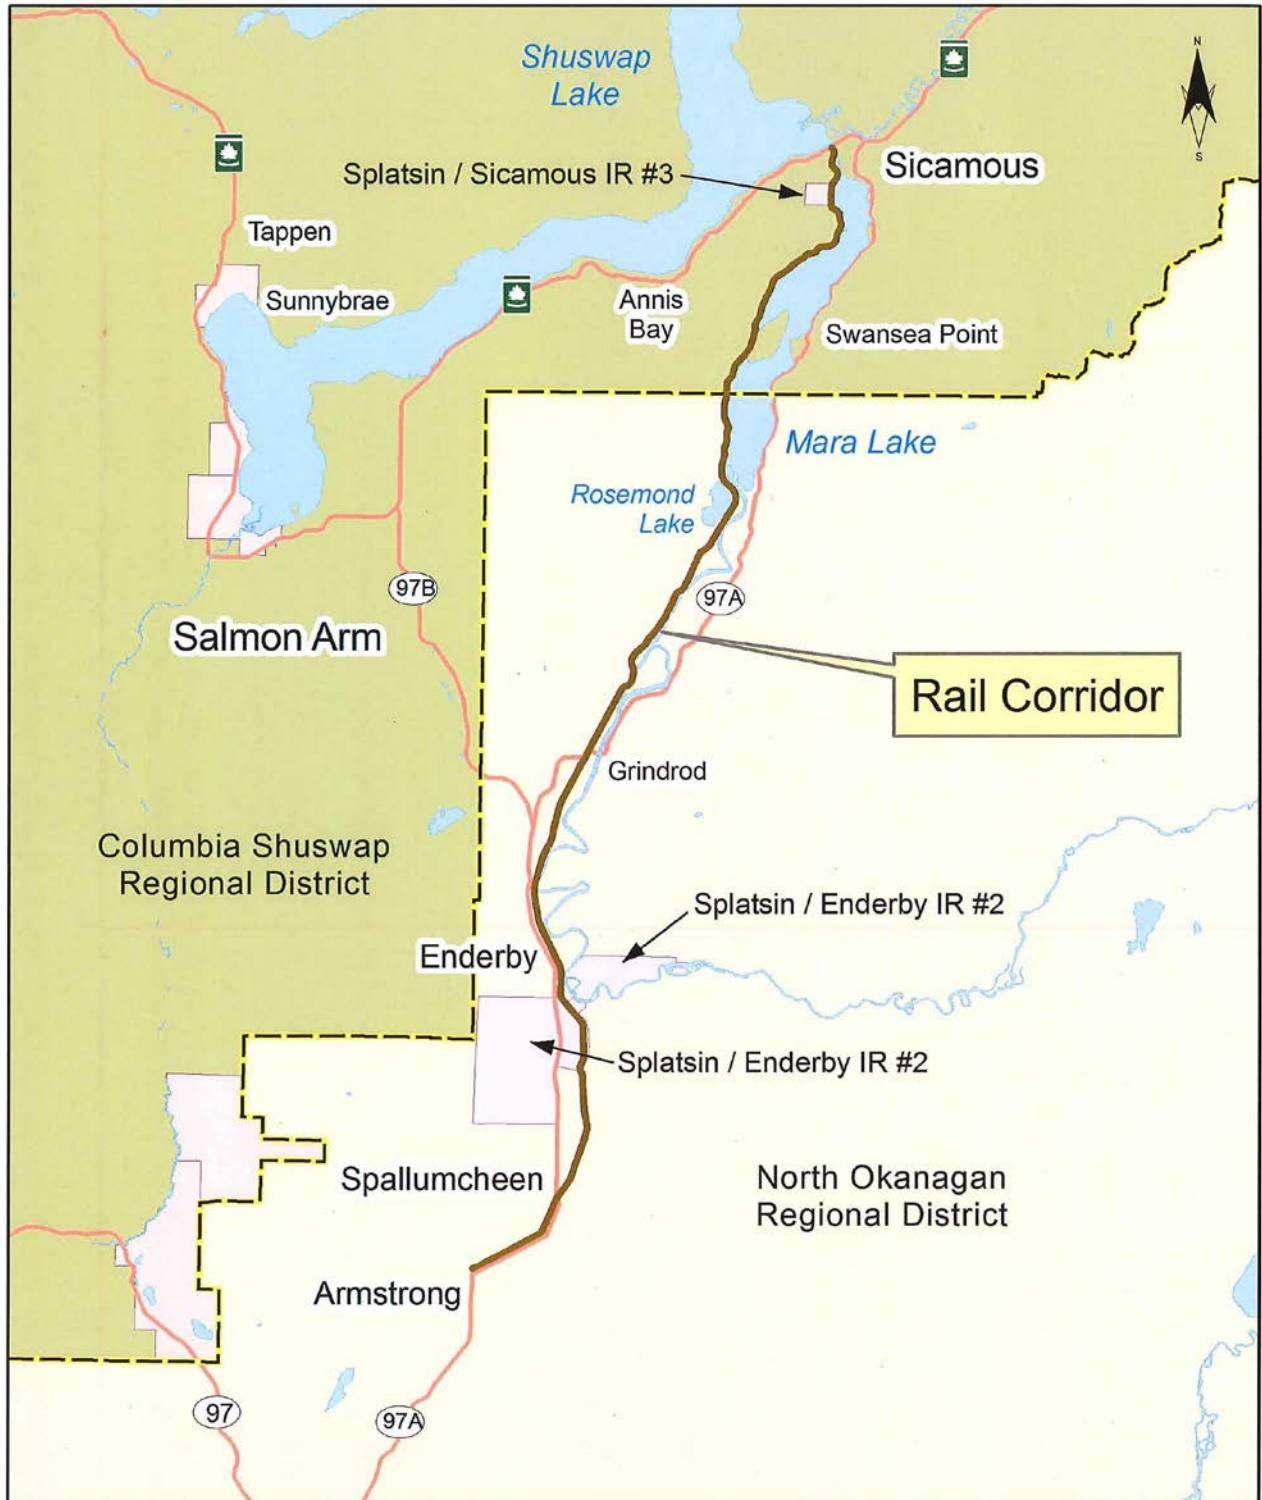 N
S
Shuswap
Lake
Splatsin / Sicamous IR #3
Sicamous
Tappen
Sunnybrae
Annis
Bay
Swansea Point
Mara Lake
Rosemond
Lake
97B
97A
Salmon Arm
Rail Corridor
Grindrod
Columbia Shuswap
Regional District
Splatsin / Enderby IR #2
Enderby
Splatsin / Enderby IR #2
Spallumcheen
North Okanagan
Regional District
Armstrong
97
97A